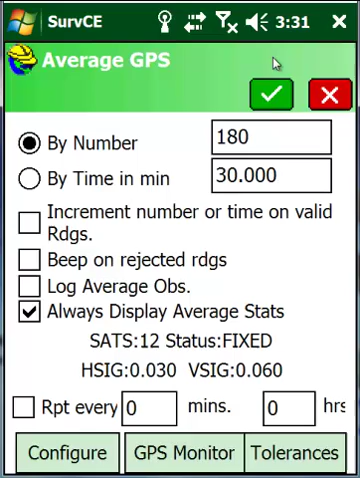 SurvCE 3:31
Average GPS
By Number 180
By Time in min 30.000
Increment number or time on valid
Rdgs.
Beep on rejected rdgs
Log Average Obs.
Always Display Average Stats
SATS:12 Status:FIXED
HSIG:0.030 VSIG:0.060
Rpt every 0 mins. 0 hrs
Configure GPS Monitor Tolerances